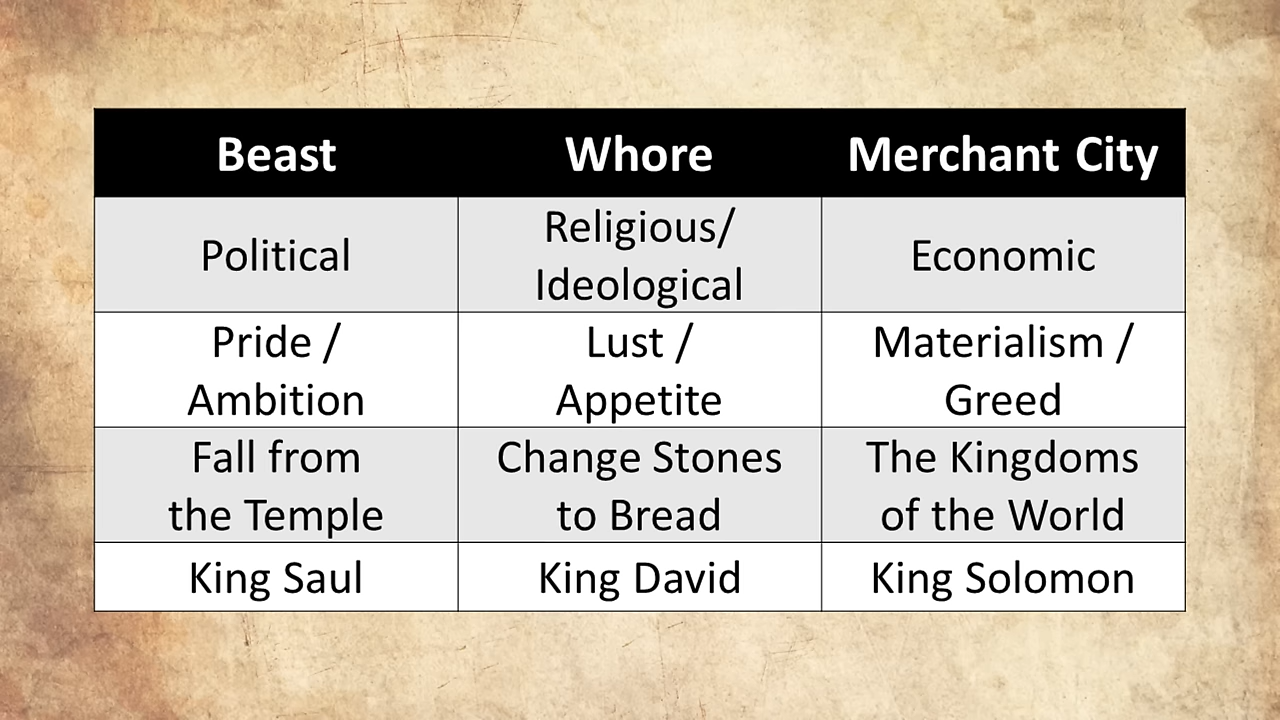 Beast Whore Merchant City
Political Religious/ Ideological Economic
Pride / Ambition Lust / Appetite Materialism / Greed
Fall from the Temple Change Stones to Bread The Kingdoms of the World
King Saul King David King Solomon